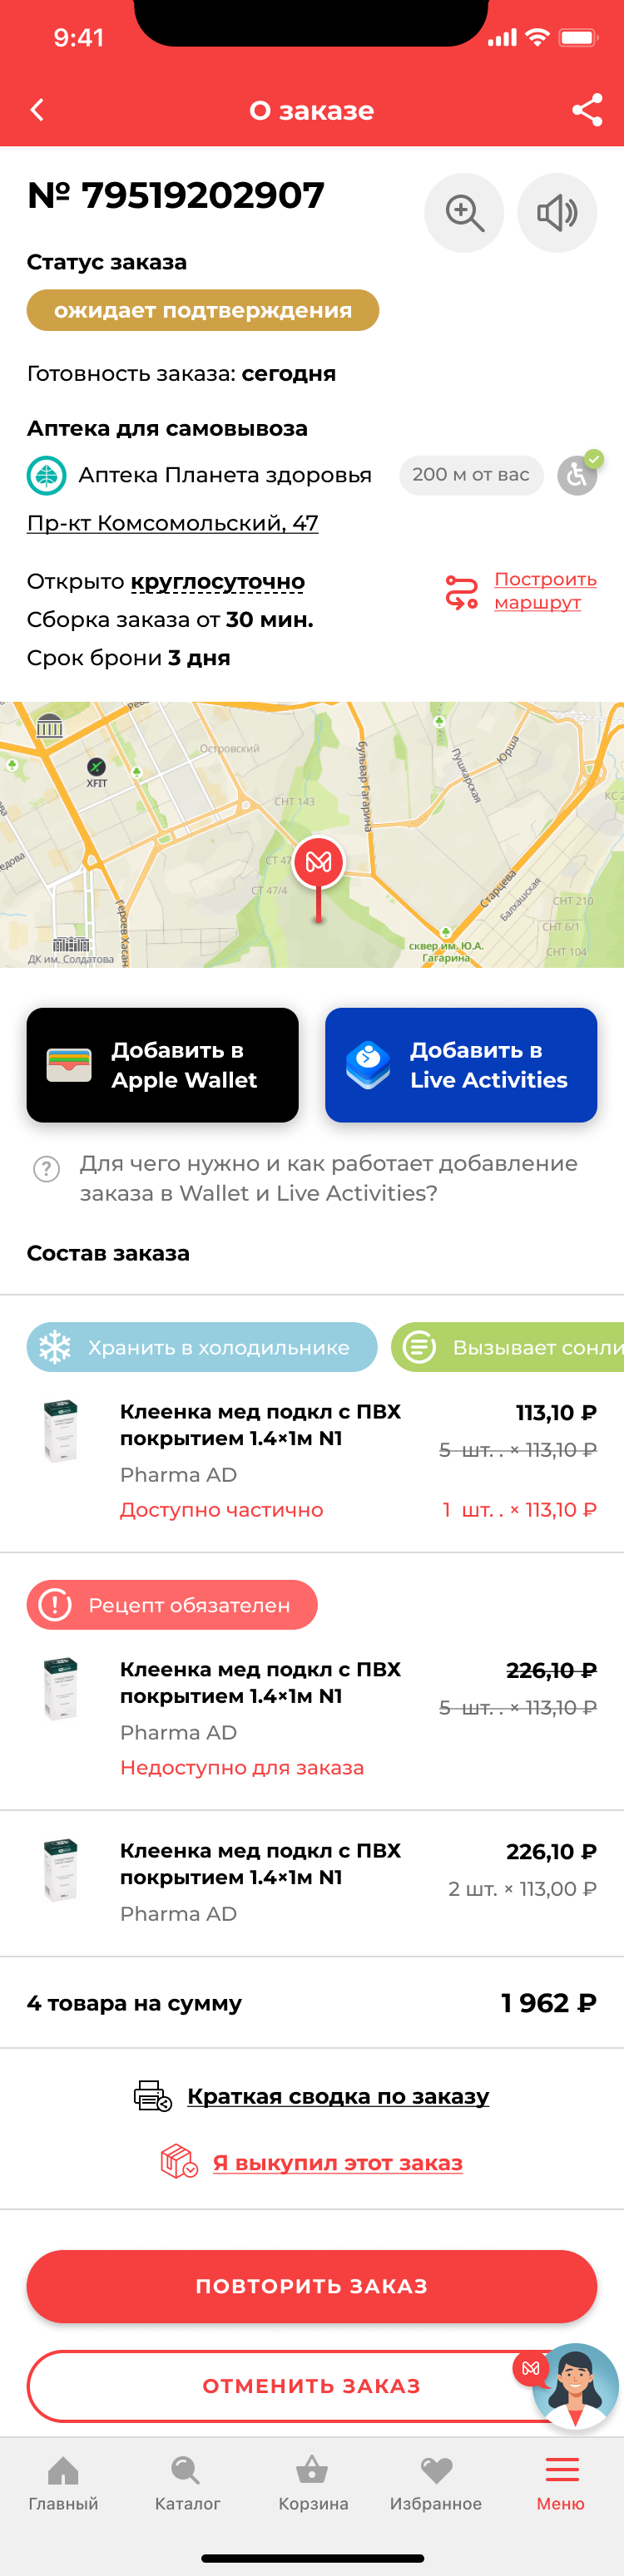 9:41
О заказе
№ 79519202907
Статус заказа
ожидает подтверждения
Готовность заказа: сегодня
Аптека для самовывоза
Аптека Планета здоровья
200 м от вас
Пр-кт Комсомольский, 47
Открыто круглосуточно
Построить
маршрут
Сборка заказа от 30 мин.
Срок брони 3 дня
Островский
бульвар Гагарина
Пушкарская
Юрша
XFIT
СНТ 143
СТ 47
СТ 47/4
Старцева
Балхашская
СНТ 210
СНТ 6/1
СНТ 104
Героев Хасан
ДК им. Солдатова
сквер им. Ю.А.
Гагарина
Добавить в
Apple Wallet
Добавить в
Live Activities
Для чего нужно и как работает добавление
заказа в Wallet и Live Activities?
Состав заказа
Хранить в холодильнике
Вызывает сонли
Клеенка мед подкл с ПВХ
покрытием 1.4×1м N1
113,10 ₽
5 шт. . × 113,10 ₽
Pharma AD
Доступно частично
1 шт. . × 113,10 ₽
Рецепт обязателен
Клеенка мед подкл с ПВХ
покрытием 1.4×1м N1
226,10 ₽
5 шт. . × 113,10 ₽
Pharma AD
Недоступно для заказа
Клеенка мед подкл с ПВХ
покрытием 1.4×1м N1
226,10 ₽
2 шт. × 113,00 ₽
Pharma AD
4 товара на сумму
1 962 ₽
Краткая сводка по заказу
Я выкупил этот заказ
ПОВТОРИТЬ ЗАКАЗ
ОТМЕНИТЬ ЗАКАЗ
Главный
Каталог
Корзина
Избранное
Меню